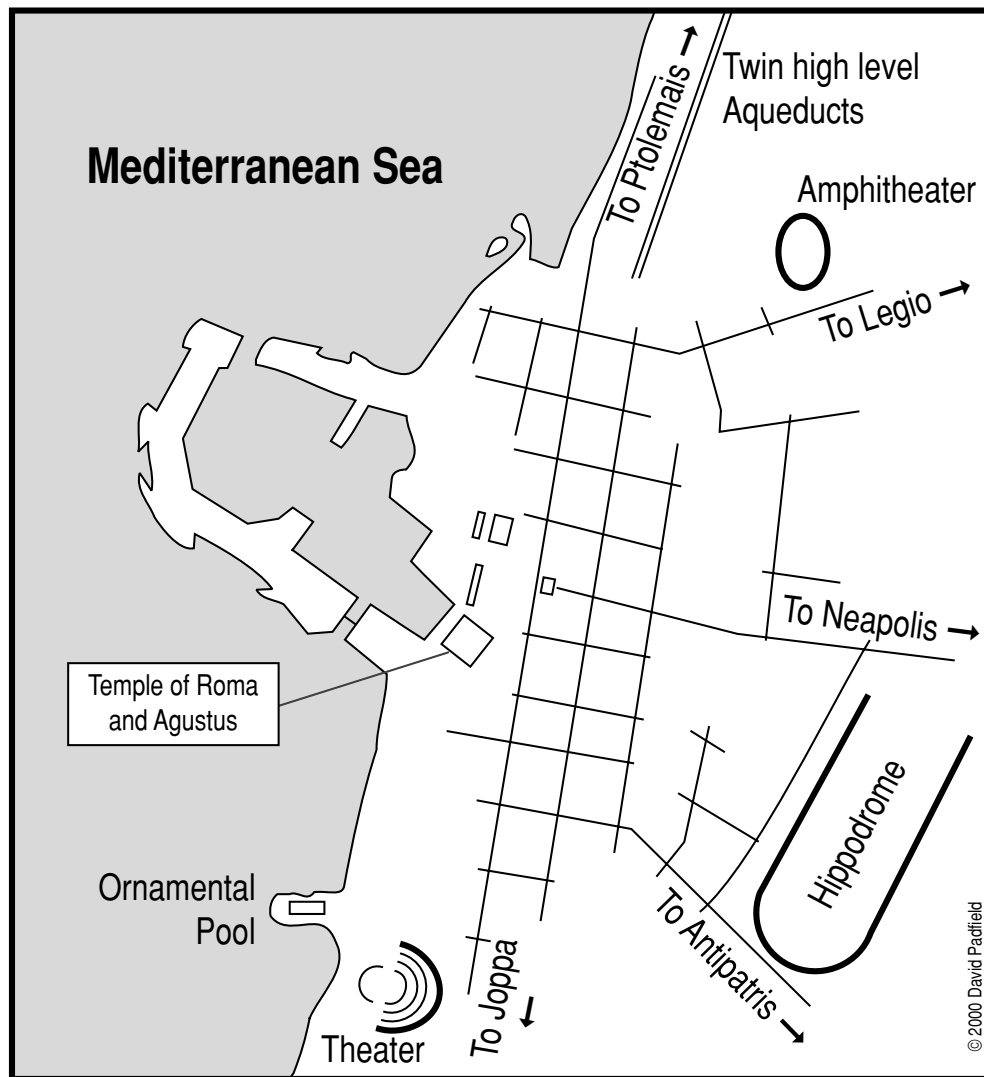 To Ptolemais
Twin high level
Aqueducts
Mediterranean Sea
Amphitheater
To Legio
To Neapolis
Temple of Roma
and Agustus
Hippodrome
Ornamental
Pool
To Antipatris
To Joppa
Theater
© 2000 David Padfield